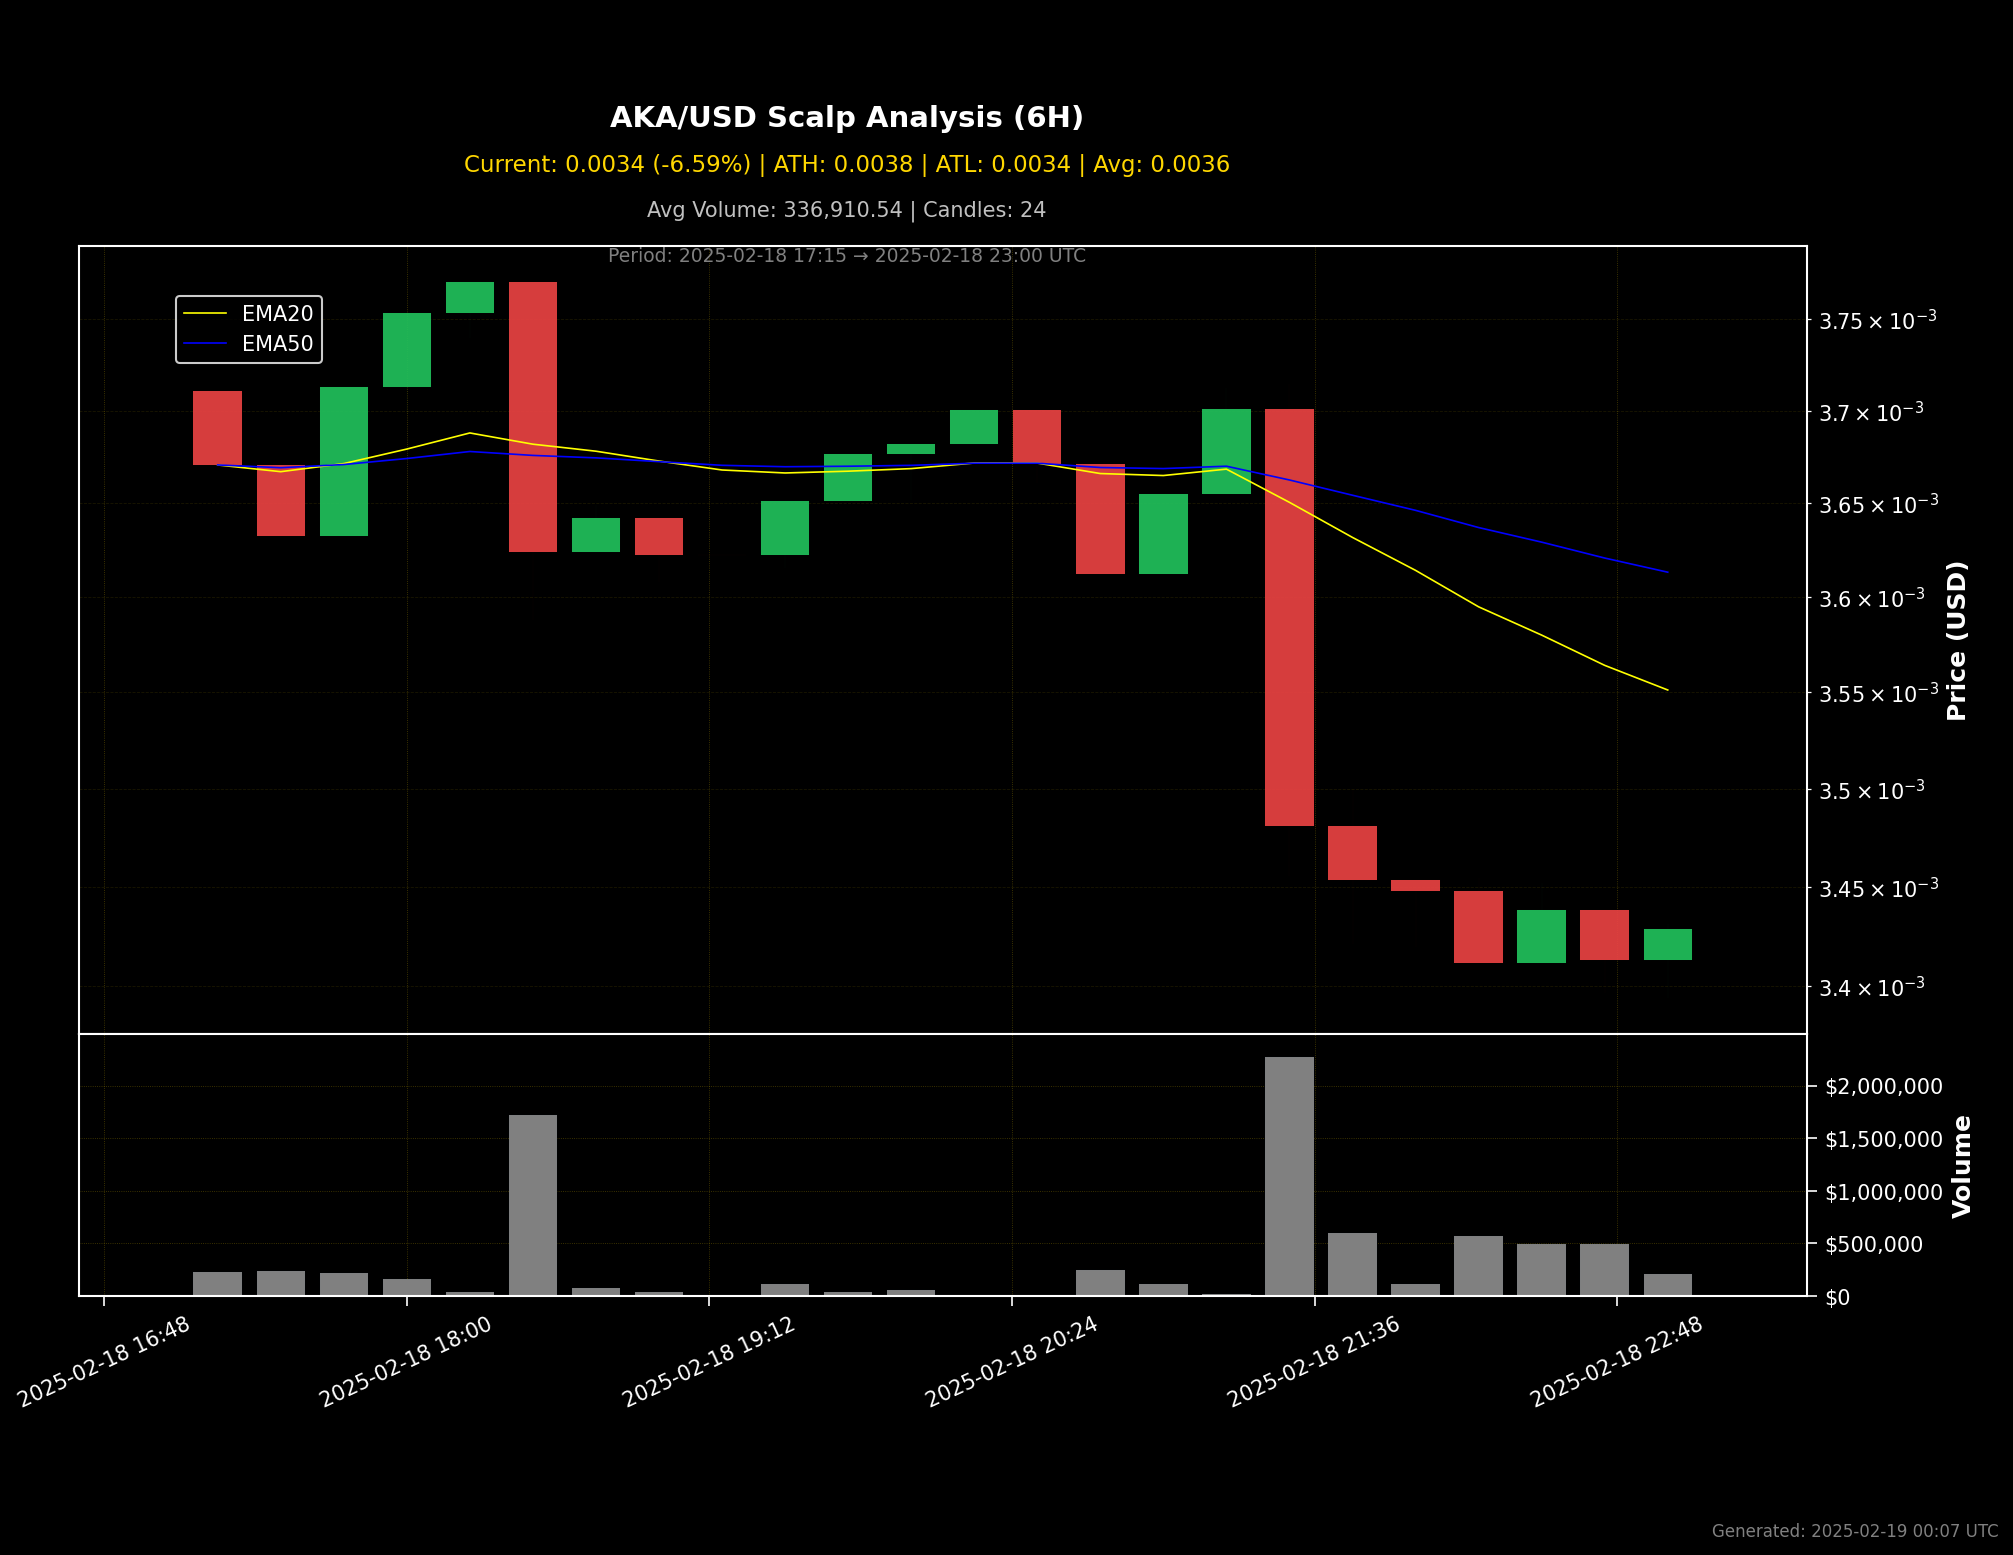 AKA/USD Scalp Analysis (6H)
Current: 0.0034 (-6.59%) | ATH: 0.0038 | ATL: 0.0034 | Avg: 0.0036
Avg Volume: 336,910.54 | Candles: 24
Period: 2025-02-18 17:15 → 2025-02-18 23:00 UTC
EMA20
EMA50
3.75 × 10⁻³
3.7 × 10⁻³
3.65 × 10⁻³
3.6 × 10⁻³
3.55 × 10⁻³
3.5 × 10⁻³
3.45 × 10⁻³
3.4 × 10⁻³
Price (USD)
$2,000,000
$1,500,000
$1,000,000
$500,000
$0
Volume
2025-02-18 16:48
2025-02-18 18:00
2025-02-18 19:12
2025-02-18 20:24
2025-02-18 21:36
2025-02-18 22:48
Generated: 2025-02-19 00:07 UTC